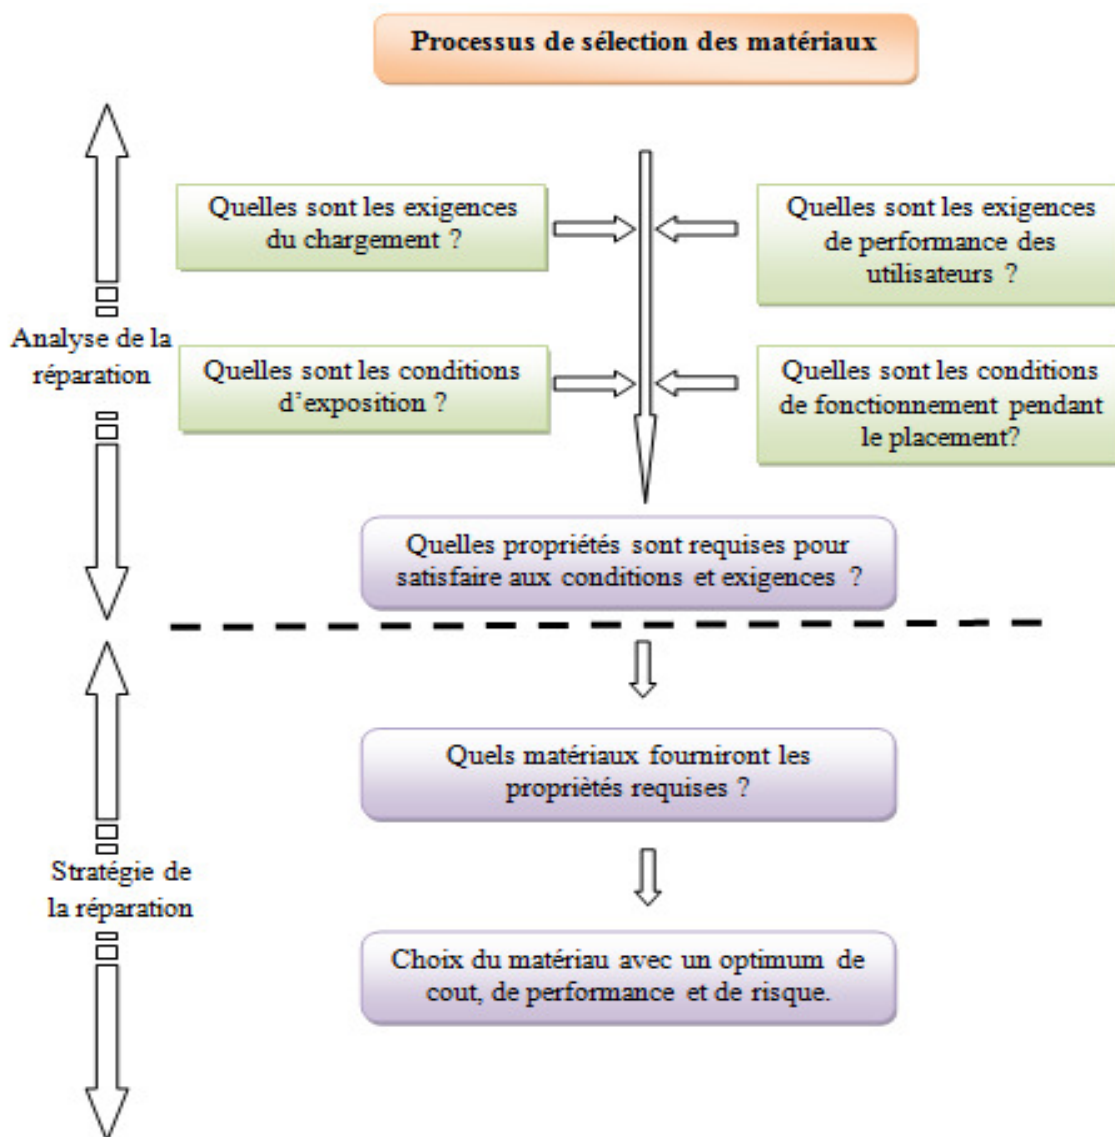 Processus de sélection des matériaux
Quelles sont les exigences
du chargement ?
Quelles sont les exigences
de performance des
utilisateurs ?
Analyse de la
réparation
Quelles sont les conditions
d’exposition ?
Quelles sont les conditions
de fonctionnement pendant
le placement?
Quelles propriétés sont requises pour
satisfaire aux conditions et exigences ?
Quels matériaux fourniront les
propriètés requises ?
Stratégie de
la réparation
Choix du matériau avec un optimum de
cout, de performance et de risque.